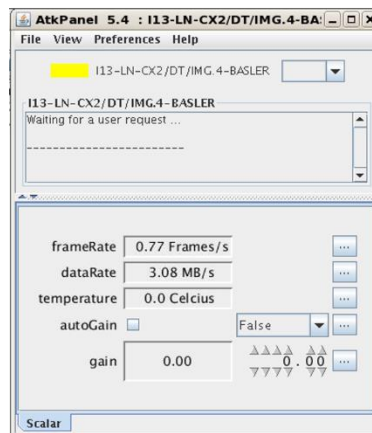 AtkPanel 5.4 : I13-LN-CX2/DT/IMG.4-BA
File View Preferences Help
I13-LN-CX2/DT/IMG.4-BASLER
I13-LN-CX2/DT/IMG.4-BASLER
Waiting for a user request ...
------------------------
frameRate 0.77 Frames/s ...
dataRate 3.08 MB/s ...
temperature 0.0 Celcius ...
autoGain False ...
gain 0.00 0.00 ...
Scalar